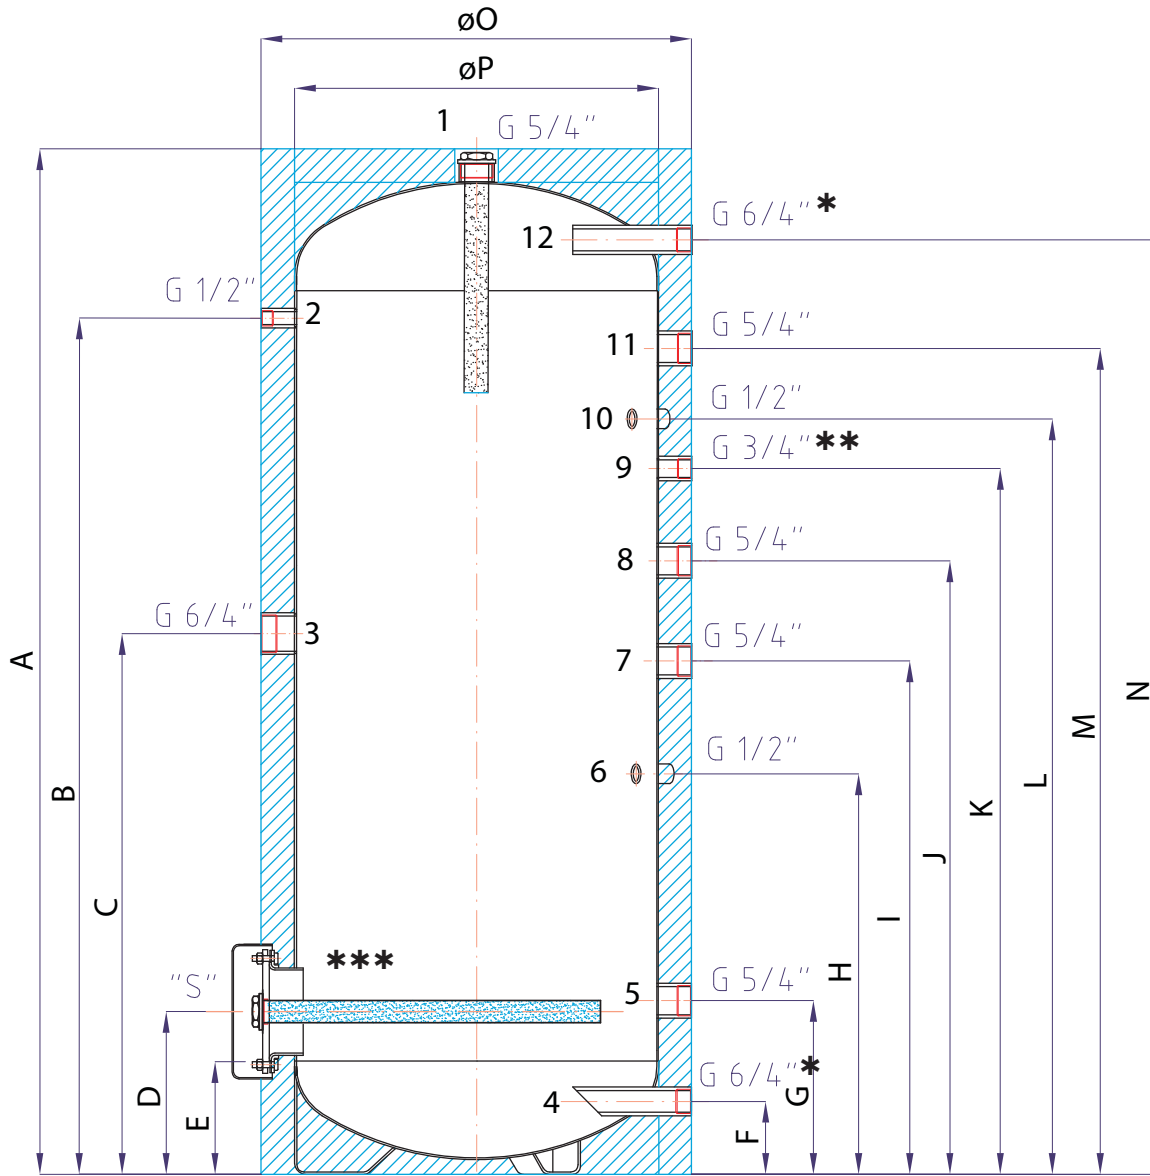 øO
øP
1 G 5/4"
12 G 6/4" *
G 1/2" 2
11 G 5/4"
10 G 1/2"
9 G 3/4" **
8 G 5/4"
G 6/4" 3
7 G 5/4"
A
N
M
6 G 1/2"
B
L
K
J
C
I
H
***
"S"
5 G 5/4"
4 G 6/4" *
D
G
E
F